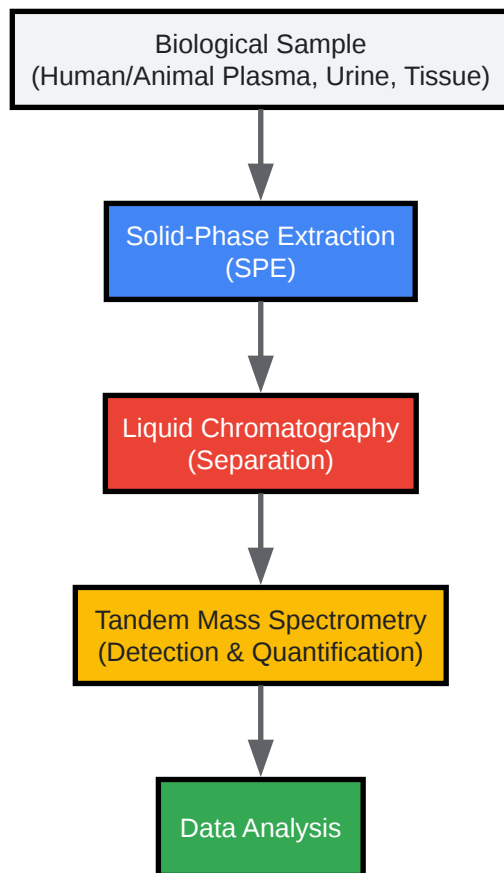 Biological Sample
(Human/Animal Plasma, Urine, Tissue)
Solid-Phase Extraction
(SPE)
Liquid Chromatography
(Separation)
Tandem Mass Spectrometry
(Detection & Quantification)
Data Analysis